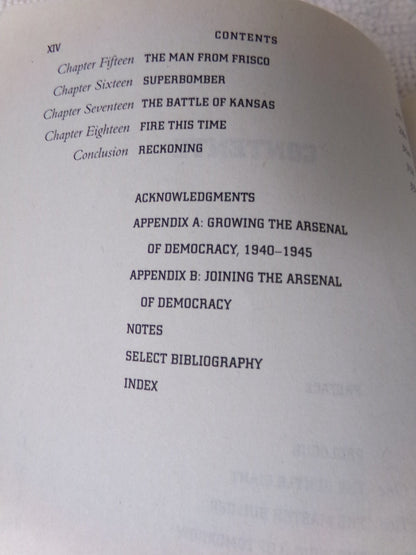 XIV
CONTENTS
Chapter Fifteen THE MAN FROM FRISCO
Chapter Sixteen SUPERBOMBER
Chapter Seventeen THE BATTLE OF KANSAS
Chapter Eighteen FIRE THIS TIME
Conclusion RECKONING
ACKNOWLEDGMENTS
APPENDIX A: GROWING THE ARSENAL
OF DEMOCRACY, 1940–1945
APPENDIX B: JOINING THE ARSENAL
OF DEMOCRACY
NOTES
SELECT BIBLIOGRAPHY
INDEX